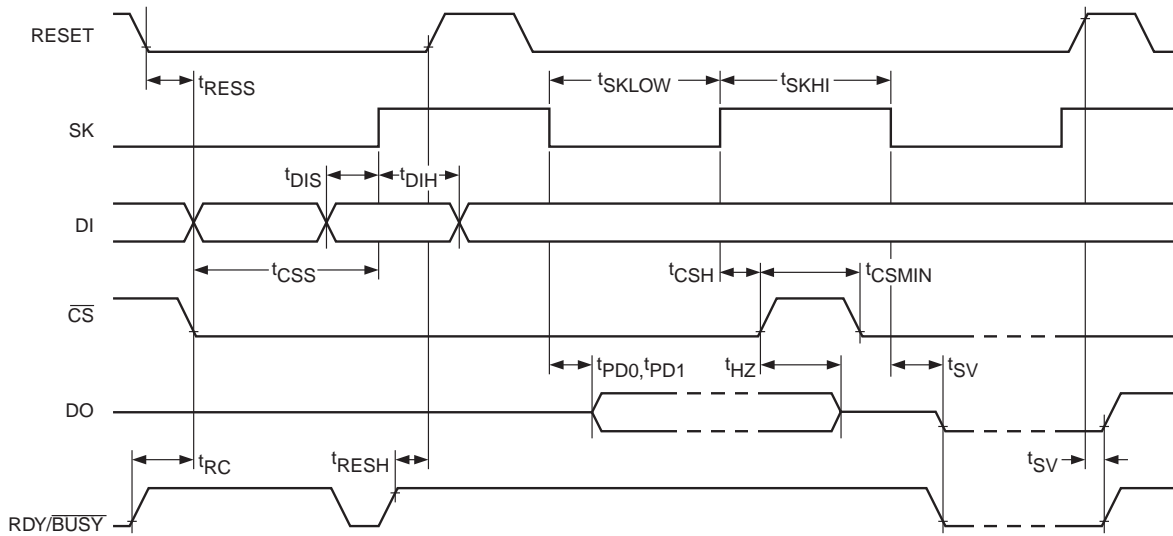 RESET
tRESS
tSKLOW
tSKHI
SK
tDIS
tDIH
DI
tCSS
tCSH
tCSMIN
CS
tPD0,tPD1
tHZ
tSV
DO
tRC
tRESH
tSV
RDY/BUSY